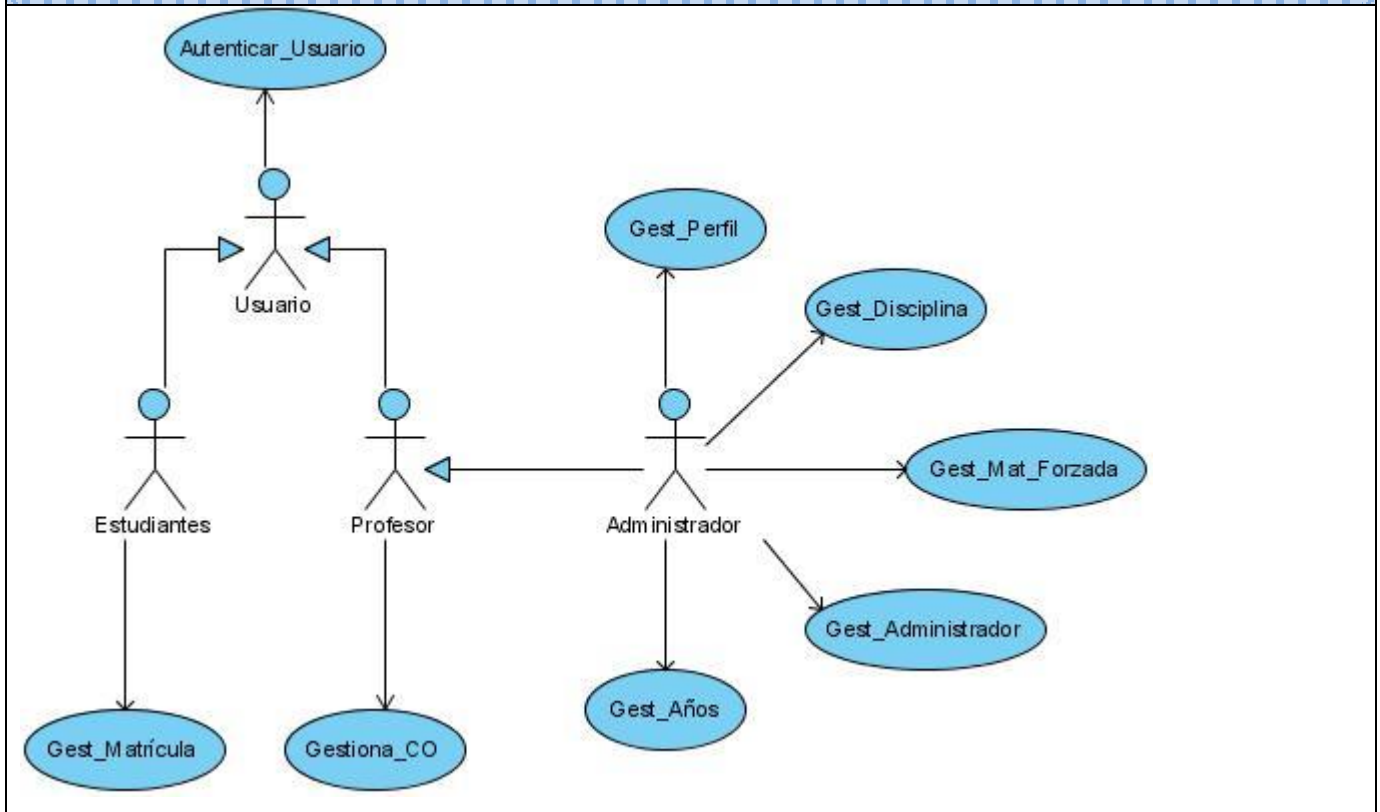 Autenticar_Usuario
Usuario
Gest_Perfil
Gest_Disciplina
Gest_Mat_Forzada
Estudiantes
Profesor
Administrador
Gest_Administrador
Gest_Años
Gest_Matrícula
Gestiona_CO